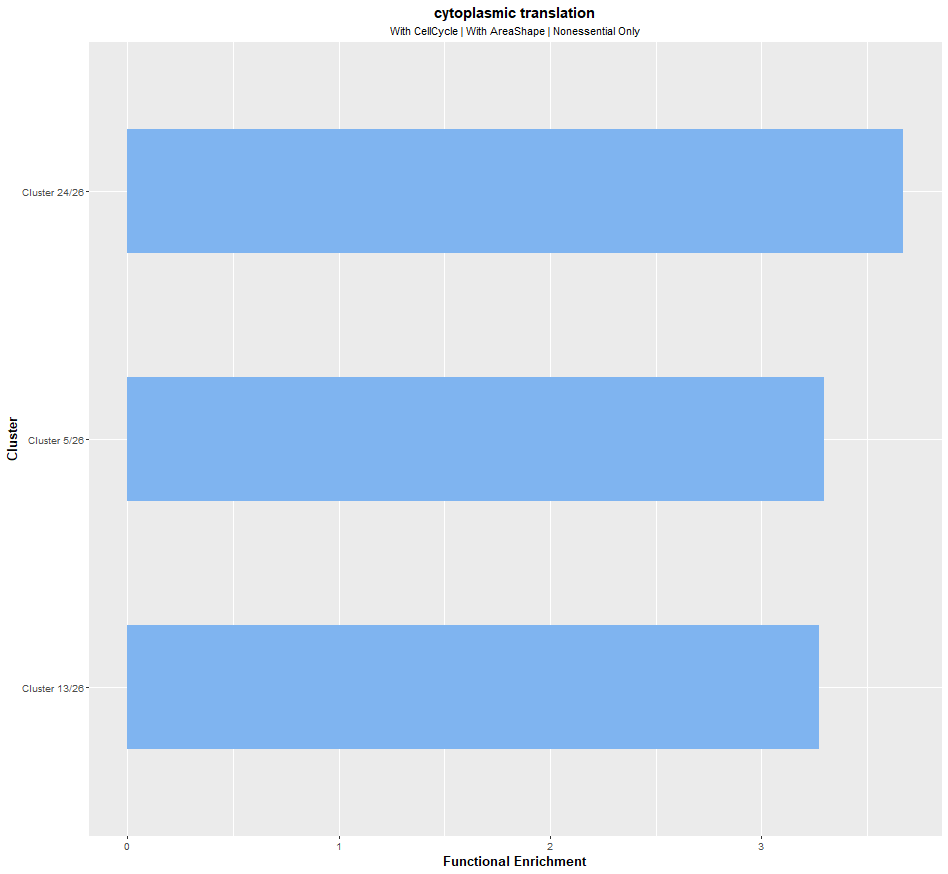 cytoplasmic translation
With CellCycle | With AreaShape | Nonessential Only
Cluster 24/26
Cluster 5/26
Cluster 13/26
Cluster
0 1 2 3
Functional Enrichment